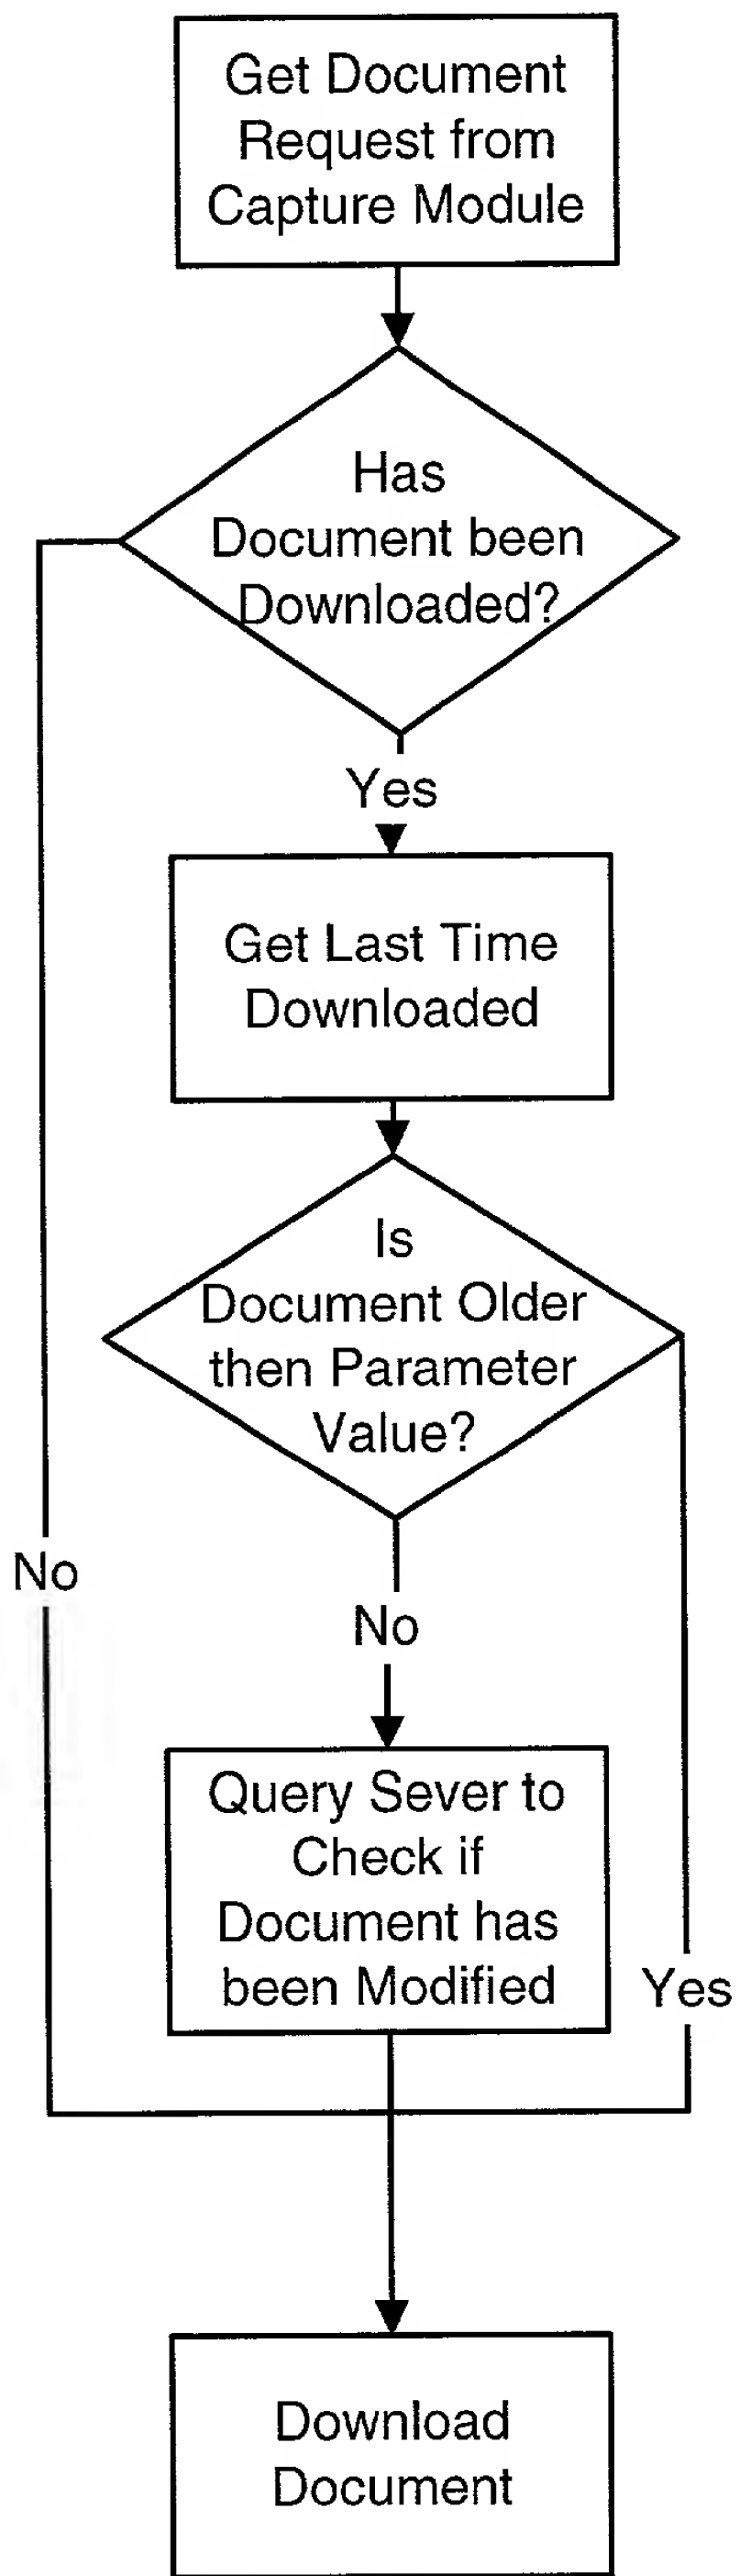 Get Document
Request from
Capture Module
Has
Document been
Downloaded?
Yes
Get Last Time
Downloaded
Is
Document Older
then Parameter
Value?
No
No
Query Sever to
Check if
Document has
been Modified
Yes
Download
Document